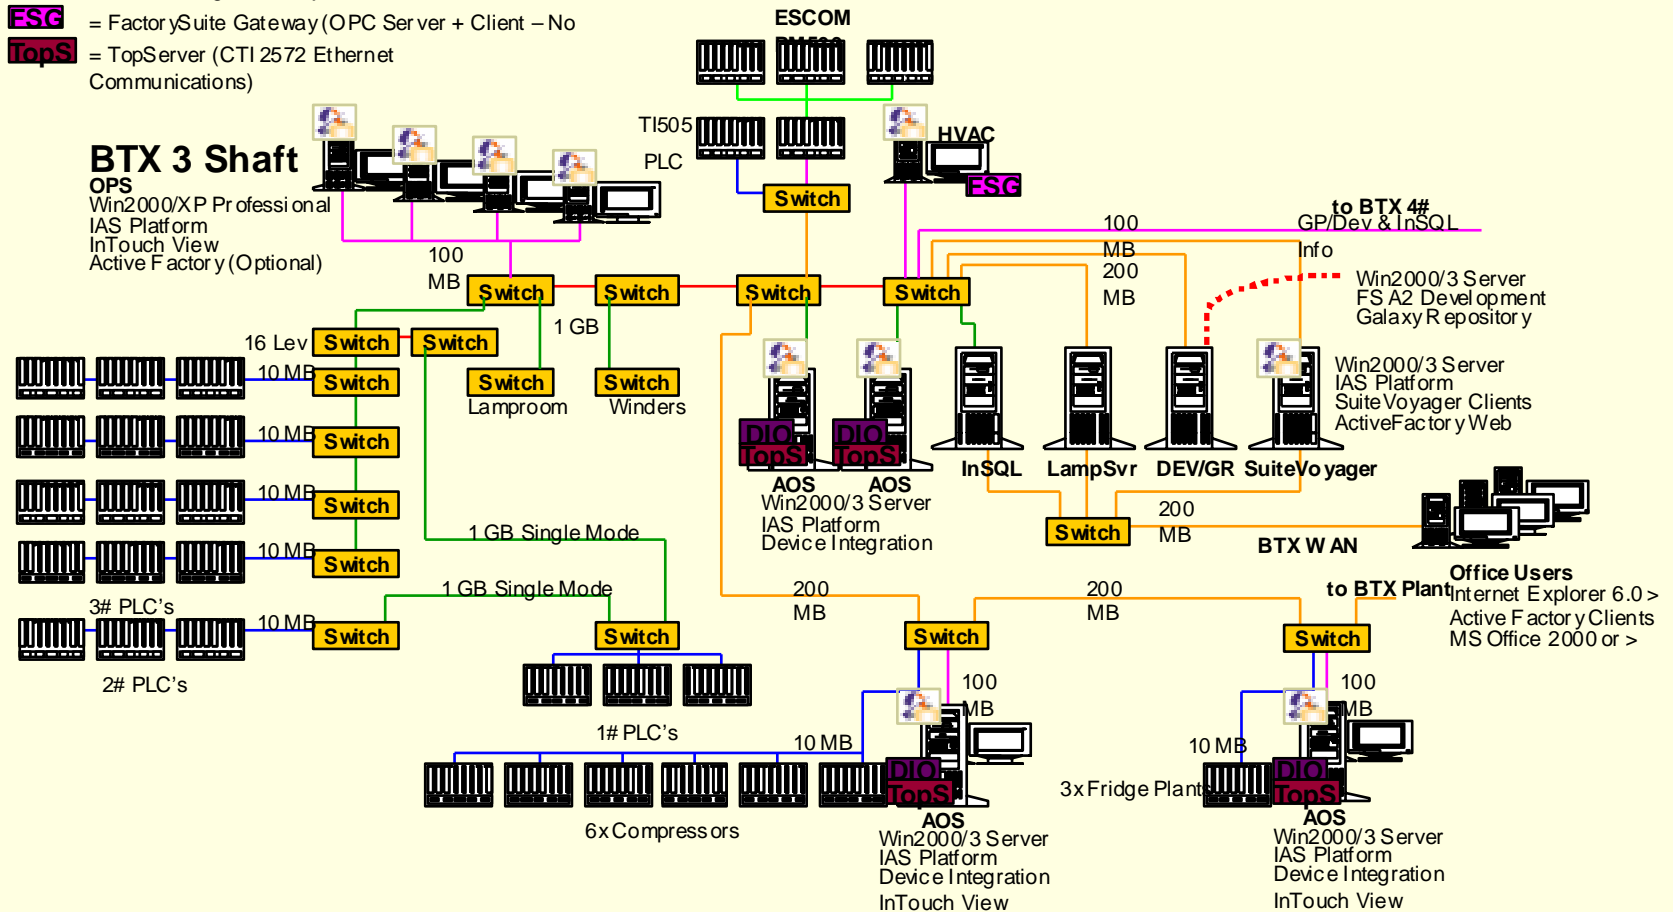 FSG = FactorySuite Gateway (OPC Server + Client – No
TopS = TopServer (CTI 2572 Ethernet
Communications)
ESCOM
TI505
PLC
Switch
HVAC
FSG
BTX 3 Shaft
OPS
Win2000/XP Professional
IAS Platform
InTouch View
Active Factory (Optional)
100
MB
to BTX 4#
GP/Dev & InSQL
Info
100
MB
200
MB
Switch
Switch
Switch
Switch
Win2000/3 Server
FS A2 Development
Galaxy Repository
1 GB
16 Lev
Switch
Switch
10 MB
Switch
Switch
Lamproom
Switch
Winders
Win2000/3 Server
IAS Platform
SuiteVoyager Clients
ActiveFactory Web
10 MB
Switch
DIO
TopS
DIO
TopS
InSQL
LampSvr
DEV/GR
SuiteVoyager
AOS
AOS
Win2000/3 Server
IAS Platform
Device Integration
10 MB
Switch
10 MB
Switch
1 GB Single Mode
Switch
200
MB
BTX WAN
3# PLC's
1 GB Single Mode
200
MB
200
MB
to BTX Plant
Office Users
Internet Explorer 6.0 >
Active Factory Clients
MS Office 2000 or >
10 MB
Switch
Switch
Switch
Switch
2# PLC's
1# PLC's
100
MB
100
MB
10 MB
10 MB
DIO
TopS
3x Fridge Plants
DIO
TopS
6x Compressors
AOS
Win2000/3 Server
IAS Platform
Device Integration
InTouch View
AOS
Win2000/3 Server
IAS Platform
Device Integration
InTouch View